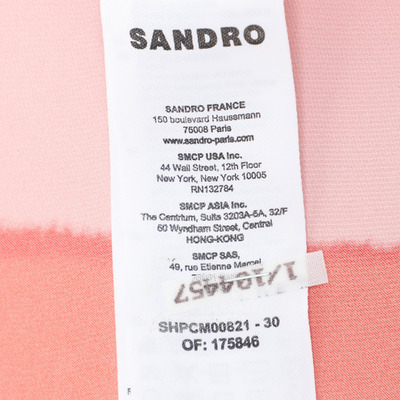 SANDRO
SANDRO FRANCE
150 boulevard Haussmann
75008 Paris
www.sandro-paris.com
SMCP USA Inc.
44 Wall Street, 12th Floor
New York, New York 10005
RN132784
SMCP ASIA Inc.
The Centrium, Suite 3203A-5A, 32/F
60 Wyndham Street, Central
HONG-KONG
SMCP SAS,
49, rue Etienne Marcel
1/104457
SHPCM00821 - 30
OF: 175846